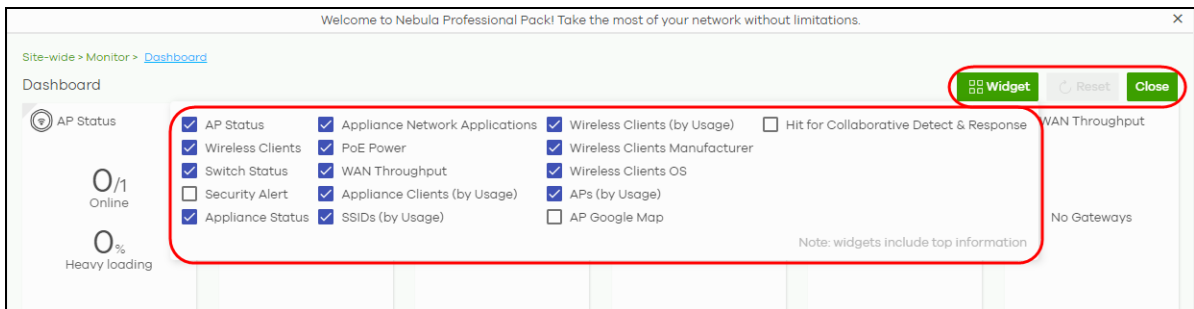 Welcome to Nebula Professional Pack! Take the most of your network without limitations.
Site-wide > Monitor > Dashboard
Dashboard
Widget Reset Close
AP Status
AP Status Appliance Network Applications Wireless Clients (by Usage) Hit for Collaborative Detect & Response
WAN Throughput
Wireless Clients PoE Power Wireless Clients Manufacturer
Switch Status WAN Throughput Wireless Clients OS
Security Alert Appliance Clients (by Usage) APs (by Usage)
Appliance Status SSIDs (by Usage) AP Google Map
0/1
Online
No Gateways
0%
Heavy loading
Note: widgets include top information